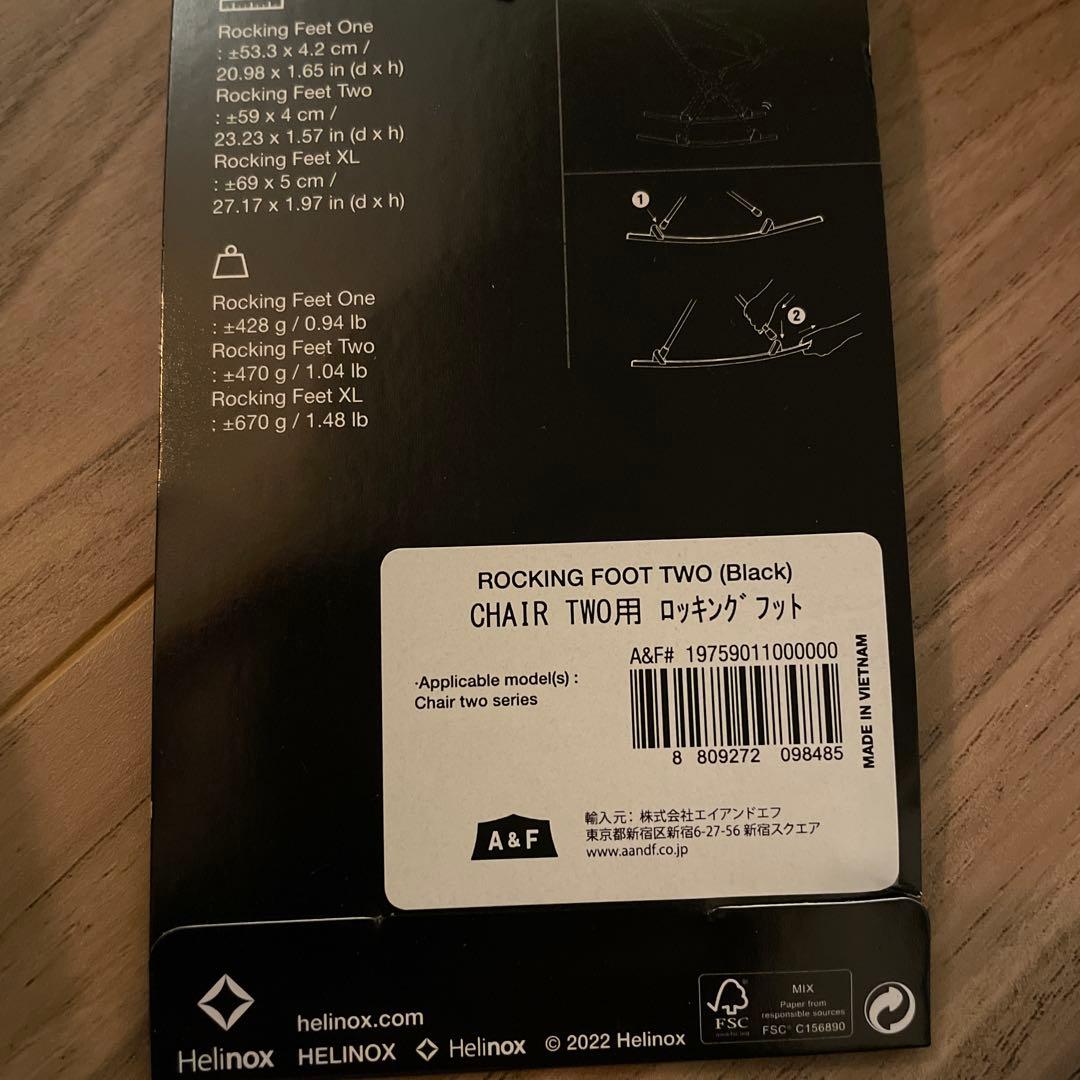 Rocking Feet One
: ±53.3 x 4.2 cm /
20.98 x 1.65 in (d x h)
Rocking Feet Two
: ±59 x 4 cm /
23.23 x 1.57 in (d x h)
Rocking Feet XL
: ±69 x 5 cm /
27.17 x 1.97 in (d x h)
Rocking Feet One
: ±428 g / 0.94 lb
Rocking Feet Two
: ±470 g / 1.04 lb
Rocking Feet XL
: ±670 g / 1.48 lb
1
2
ROCKING FOOT TWO (Black)
CHAIR TWO用 ﾛｯｷﾝｸﾞ ﾌｯﾄ
A&F# 19759011000000
·Applicable model(s) :
Chair two series
8 809272 098485
MADE IN VIETNAM
A & F
輸入元: 株式会社エイアンドエフ
東京都新宿区新宿6-27-56 新宿スクエア
www.aandf.co.jp
Helinox
helinox.com
HELINOX Helinox © 2022 Helinox
FSC
MIX
Paper from
responsible sources
FSC® C156890